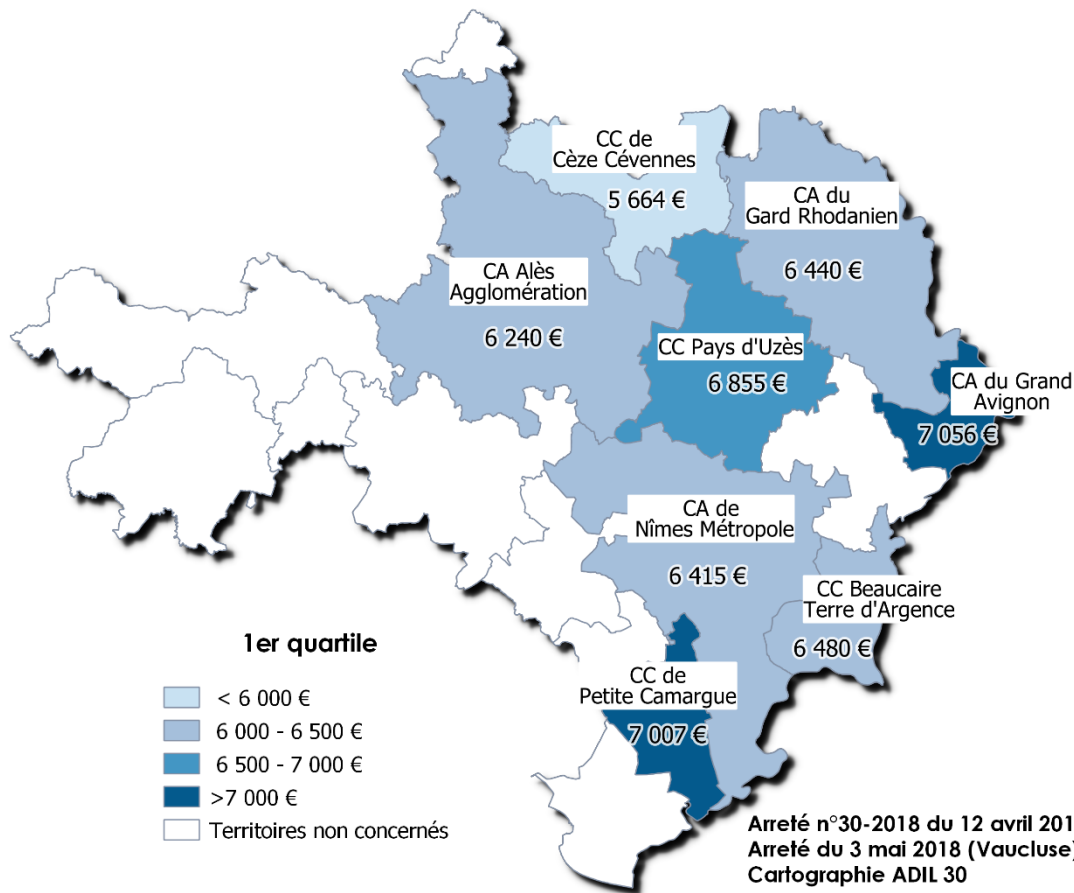 CC de
Cèze Cévennes
5 664 €
CA du
Gard Rhodanien
6 440 €
CA Alès
Agglomération
6 240 €
CC Pays d'Uzès
6 855 €
CA du Grand
Avignon
7 056 €
CA de
Nîmes Métropole
6 415 €
CC Beaucaire
Terre d'Argence
6 480 €
CC de
Petite Camargue
7 007 €
1er quartile
< 6 000 €
6 000 - 6 500 €
6 500 - 7 000 €
>7 000 €
Territoires non concernés
Arreté n°30-2018 du 12 avril 201
Arreté du 3 mai 2018 (Vaucluse)
Cartographie ADIL 30